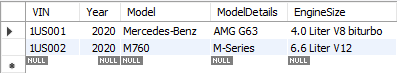 VIN Year Model ModelDetails EngineSize
1US001 2020 Mercedes-Benz AMG G63 4.0 Liter V8 biturbo
1US002 2020 M760 M-Series 6.6 Liter V12
NULL NULL NULL NULL NULL